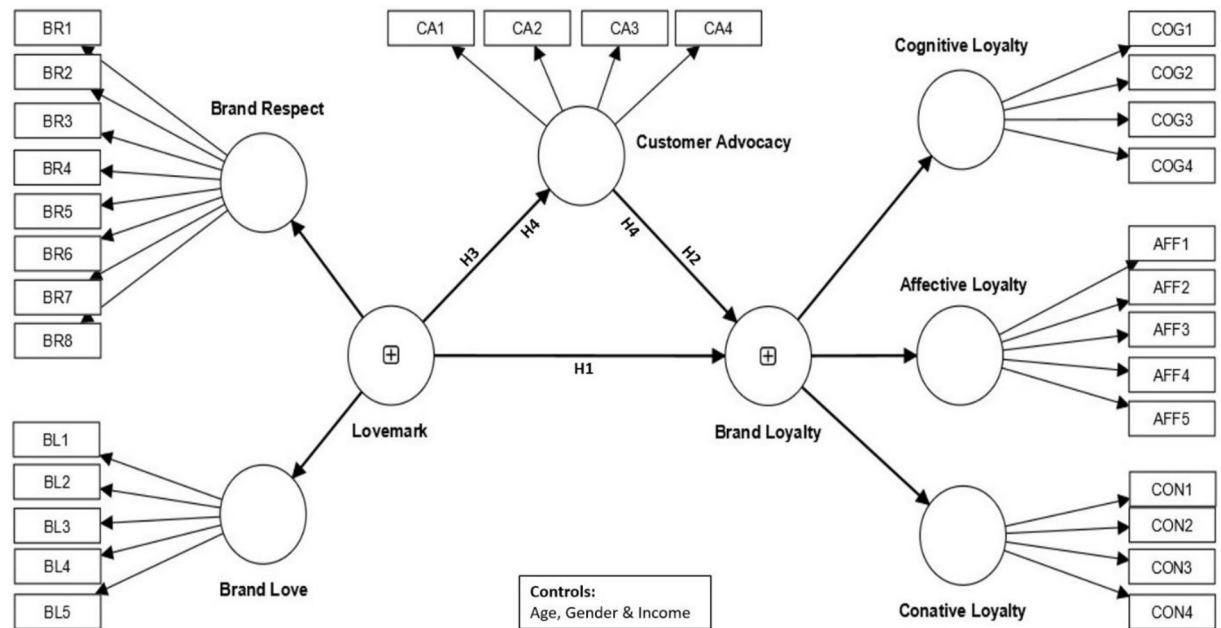 BR1
BR2
BR3
BR4
BR5
BR6
BR7
BR8
Brand Respect
CA1
CA2
CA3
CA4
Customer Advocacy
Cognitive Loyalty
COG1
COG2
COG3
COG4
H3
H4
H4
H2
H1
Lovemark
Brand Loyalty
Affective Loyalty
AFF1
AFF2
AFF3
AFF4
AFF5
BL1
BL2
BL3
BL4
BL5
Brand Love
Controls:
Age, Gender & Income
Conative Loyalty
CON1
CON2
CON3
CON4